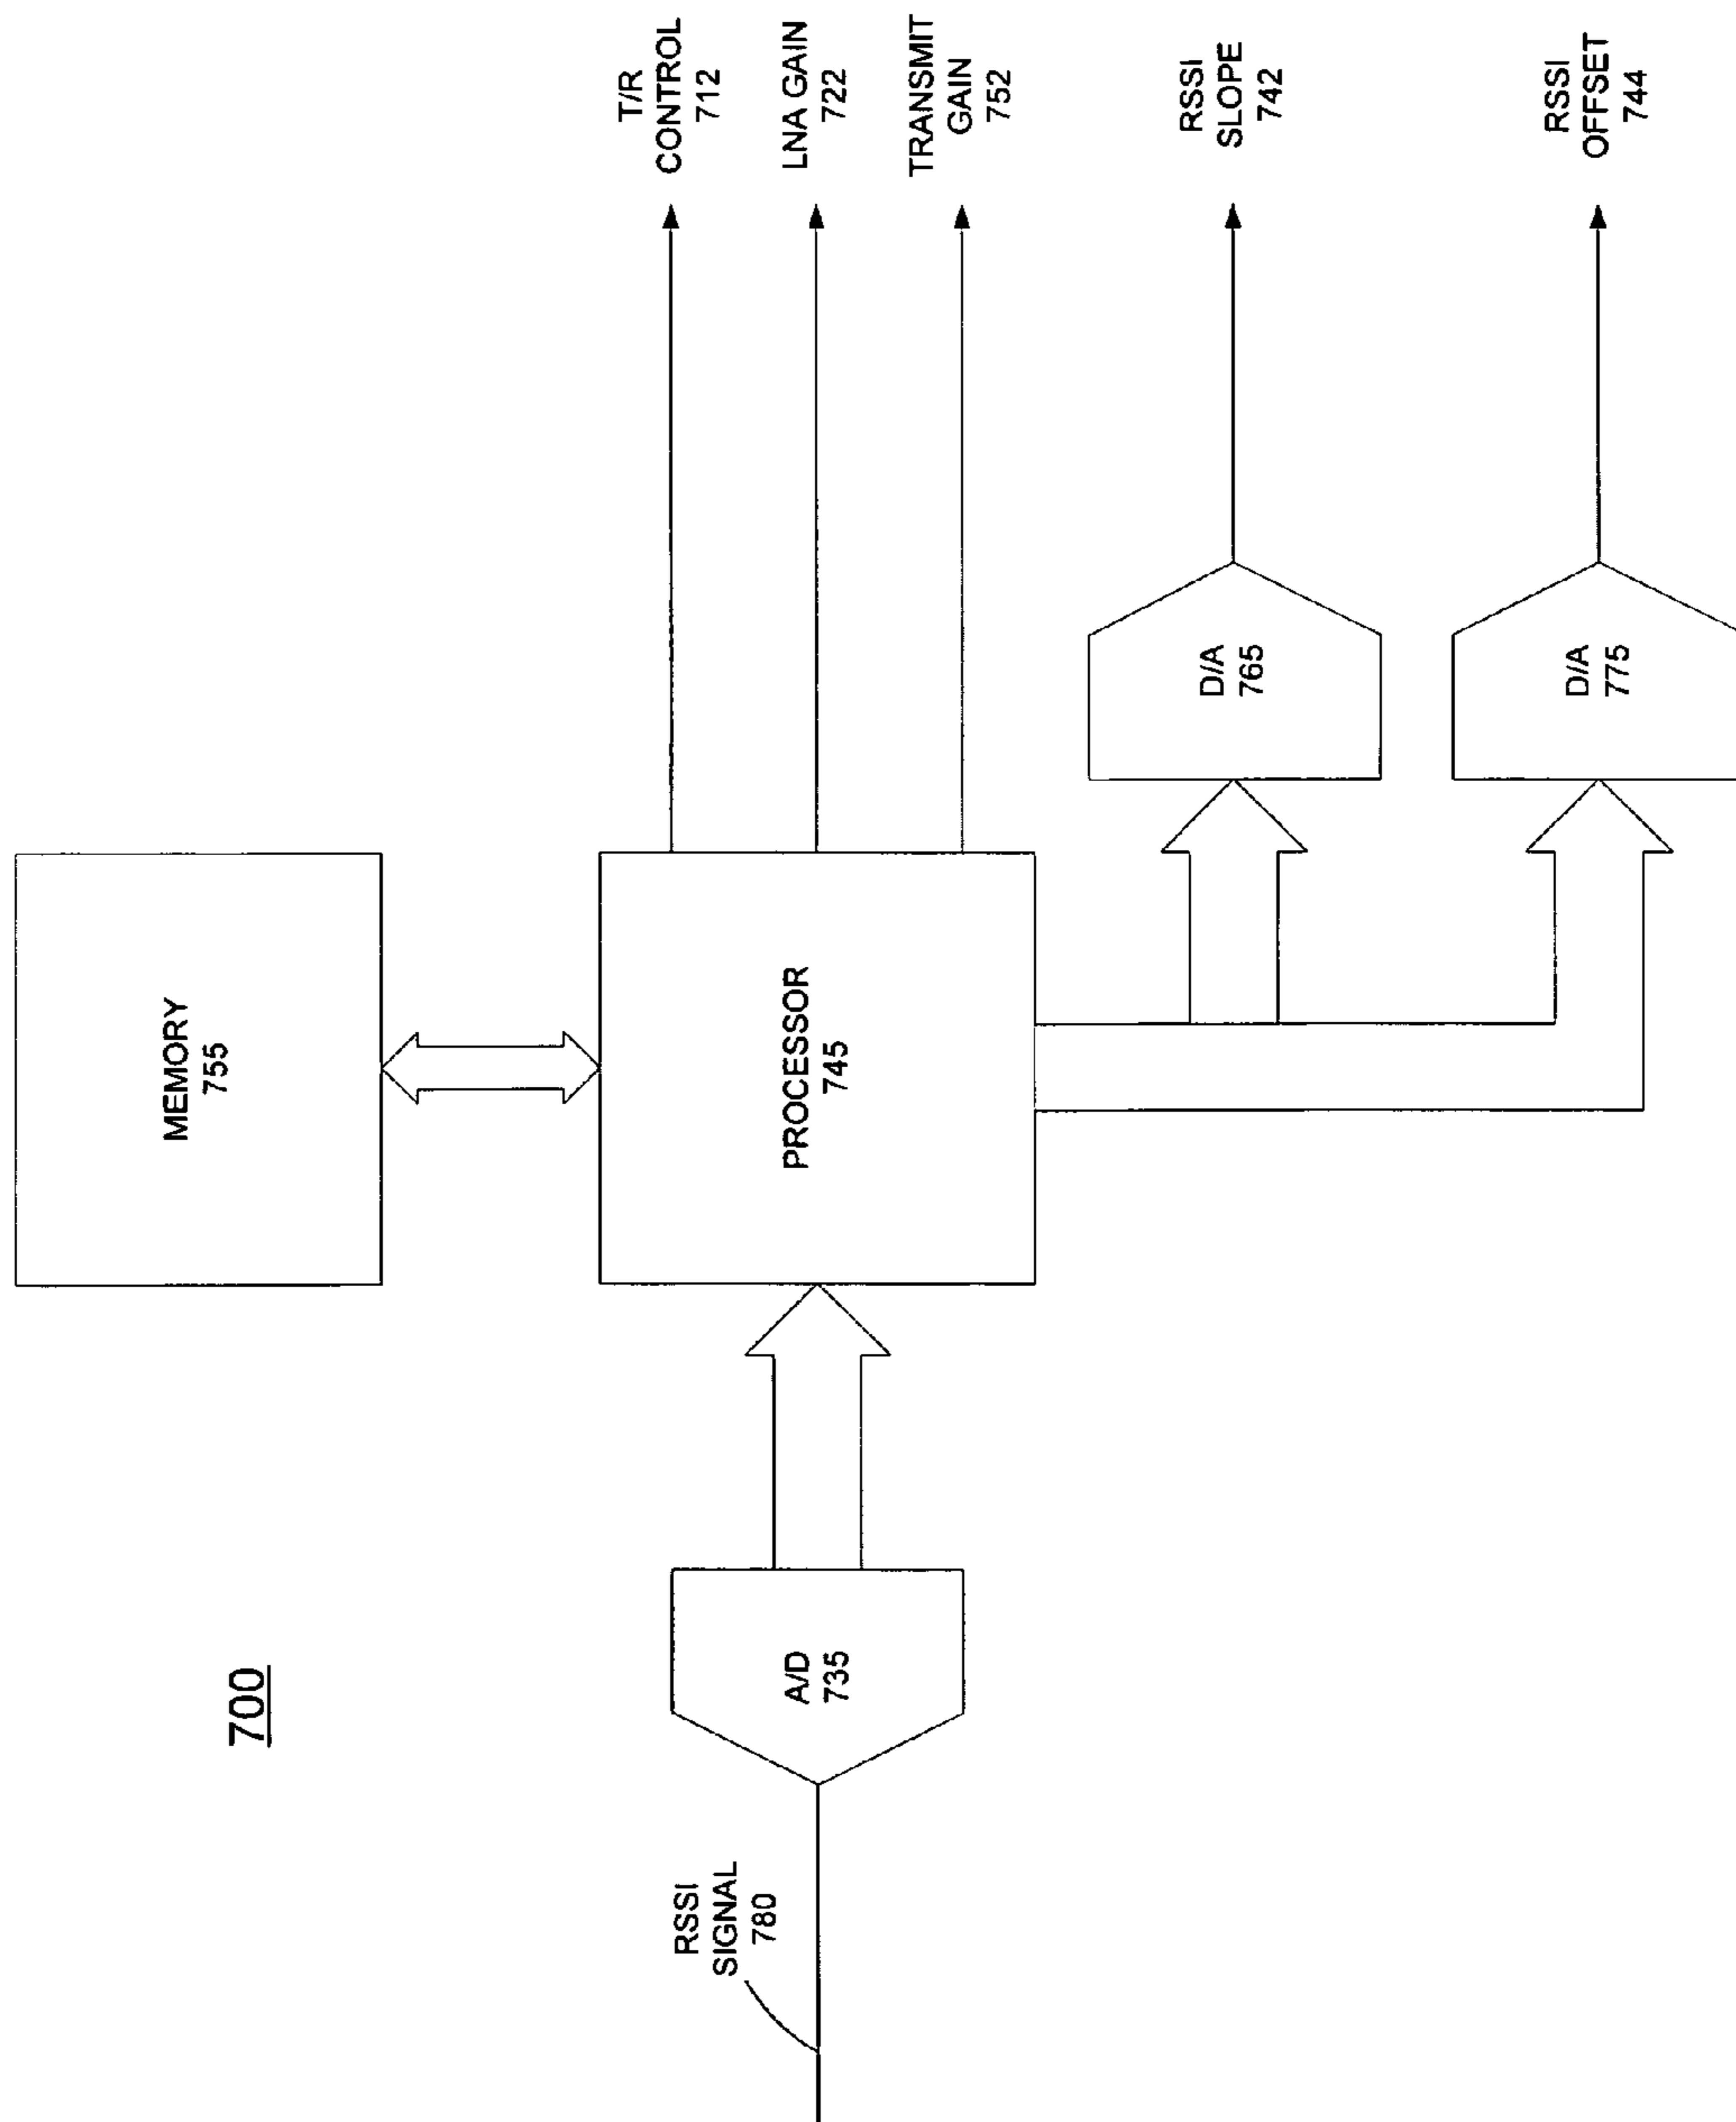 700
MEMORY
755
T/R
CONTROL
712
LNA GAIN
722
TRANSMIT
GAIN
752
RSSI
SIGNAL
780
A/D
735
PROCESSOR
745
D/A
765
RSSI
SLOPE
742
D/A
775
RSSI
OFFSET
744